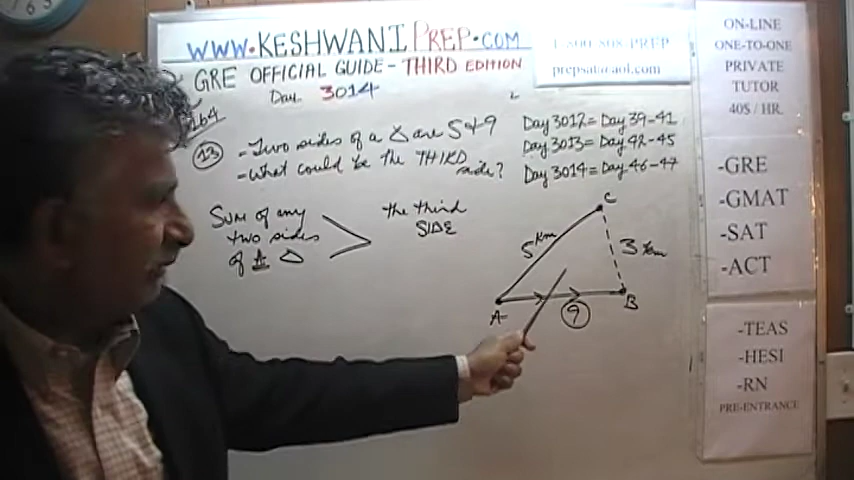 WWW.KESHWANIPREP.COM
1-800-808-PREP
prepsat@aol.com
GRE OFFICIAL GUIDE - THIRD EDITION
Day 3014
164
13
- Two sides of a △ are 5 & 9
- What could be the THIRD side?
Day 3012 = Day 39-41
Day 3013 = Day 42-45
Day 3014 = Day 46-47
Sum of any two sides of A △ > the third SIDE
C
5 km
3 km
A
9
B
ON-LINE
ONE-TO-ONE
PRIVATE
TUTOR
40$ / HR.
-GRE
-GMAT
-SAT
-ACT
-TEAS
-HESI
-RN
PRE-ENTRANCE